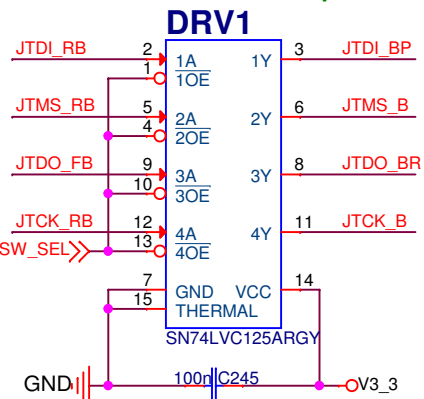 DRV1
JTDI_RB 2 1A 1Y 3 JTDI_BP
1 1OE
JTMS_RB 5 2A 2Y 6 JTMS_B
4 2OE
JTDO_FB 9 3A 3Y 8 JTDO_BR
10 3OE
JTCK_RB 12 4A 4Y 11 JTCK_B
SW_SEL 13 4OE
7 GND VCC 14
15 THERMAL
SN74LVC125ARGY
GND 100n C245 V3_3